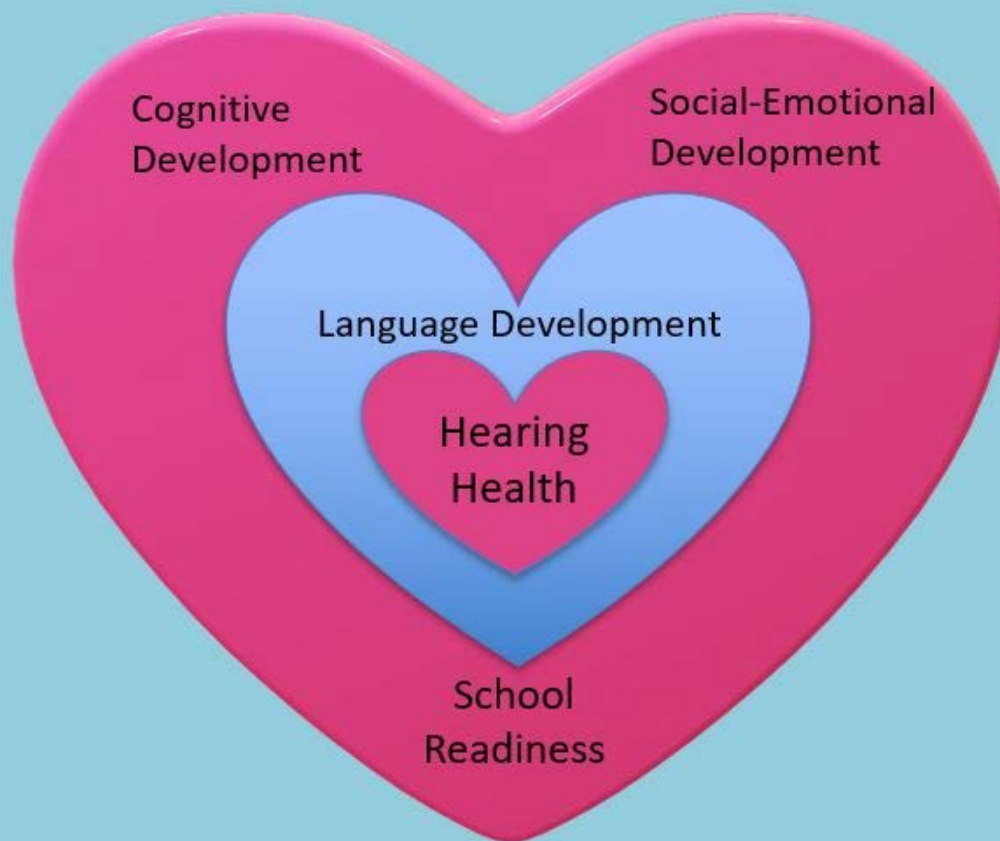 Cognitive
Development
Social-Emotional
Development
Language Development
Hearing
Health
School
Readiness